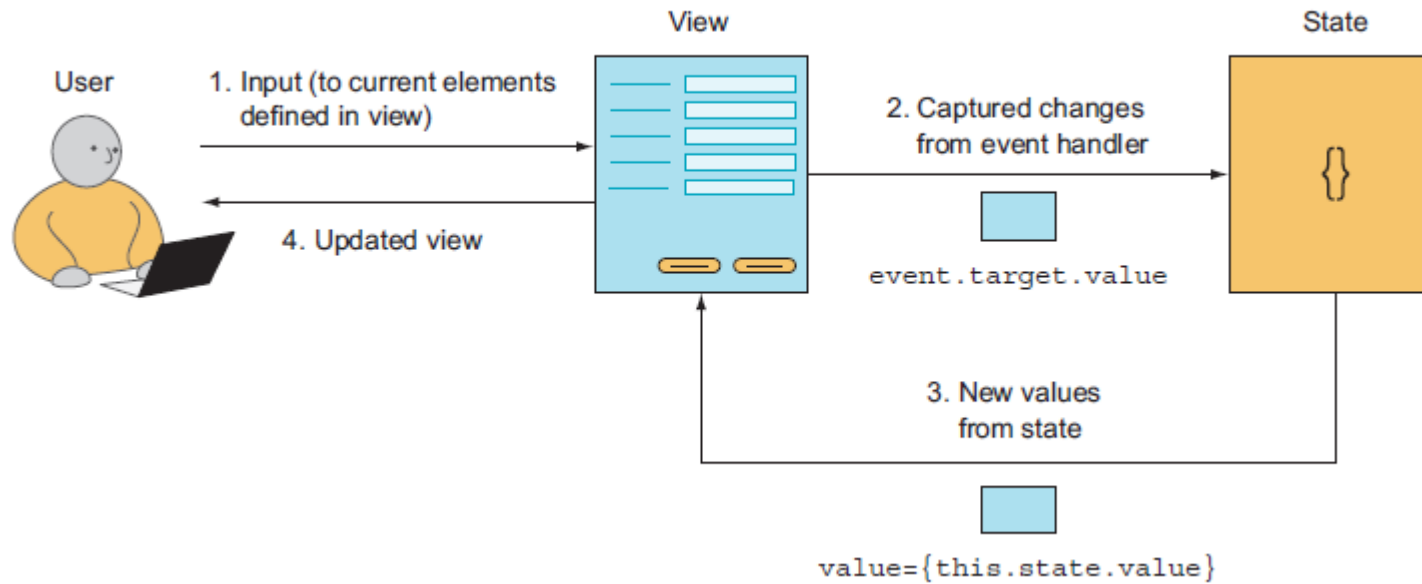 View
State
User
1. Input (to current elements
defined in view)
2. Captured changes
from event handler
{}
4. Updated view
event.target.value
3. New values
from state
value={this.state.value}